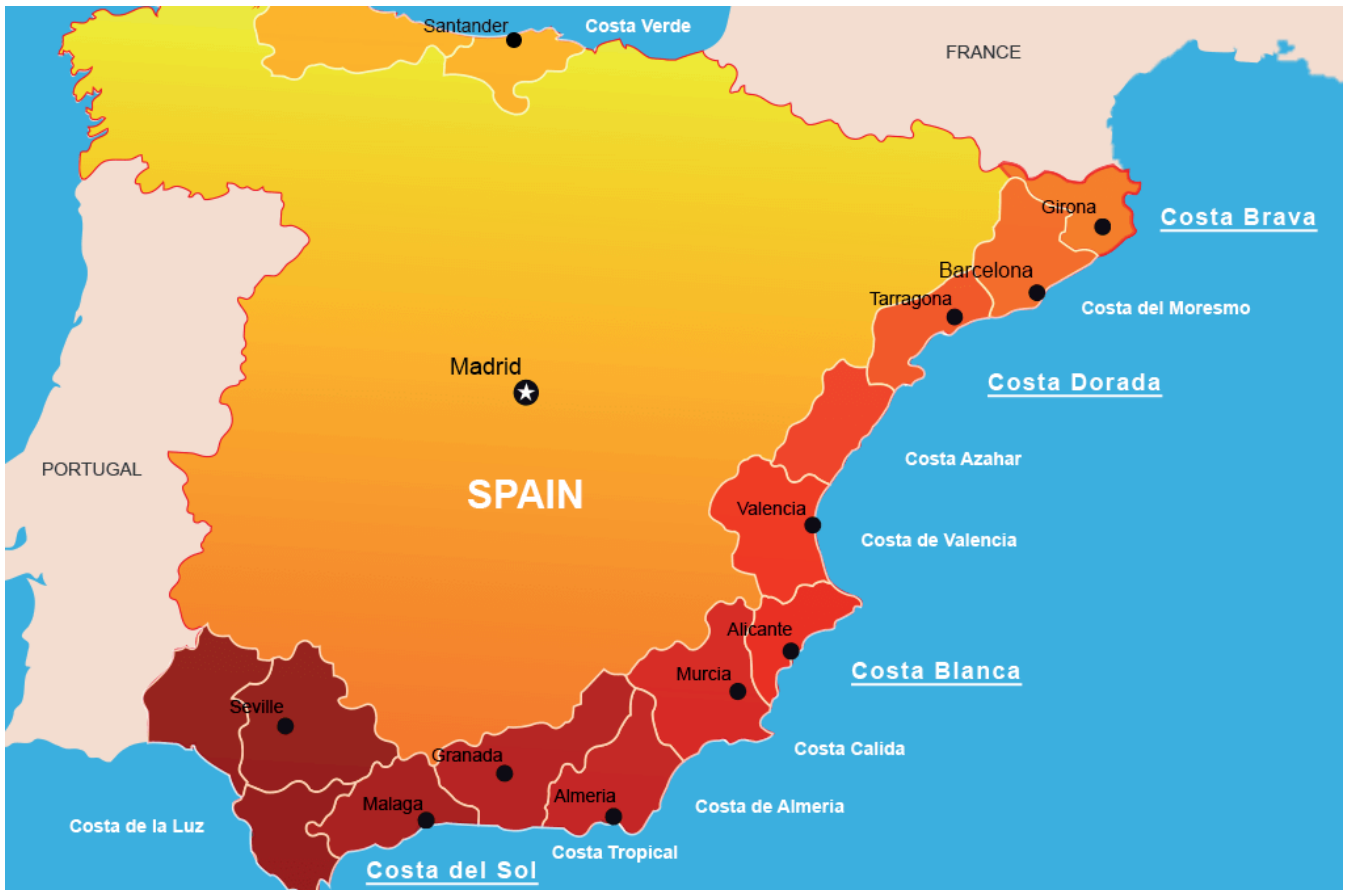 Santander
Costa Verde
FRANCE
Girona
Costa Brava
Barcelona
Tarragona
Costa del Moresmo
Madrid
Costa Dorada
PORTUGAL
Costa Azahar
SPAIN
Valencia
Costa de Valencia
Alicante
Murcia
Costa Blanca
Seville
Costa Calida
Granada
Almeria
Malaga
Costa de Almeria
Costa de la Luz
Costa Tropical
Costa del Sol